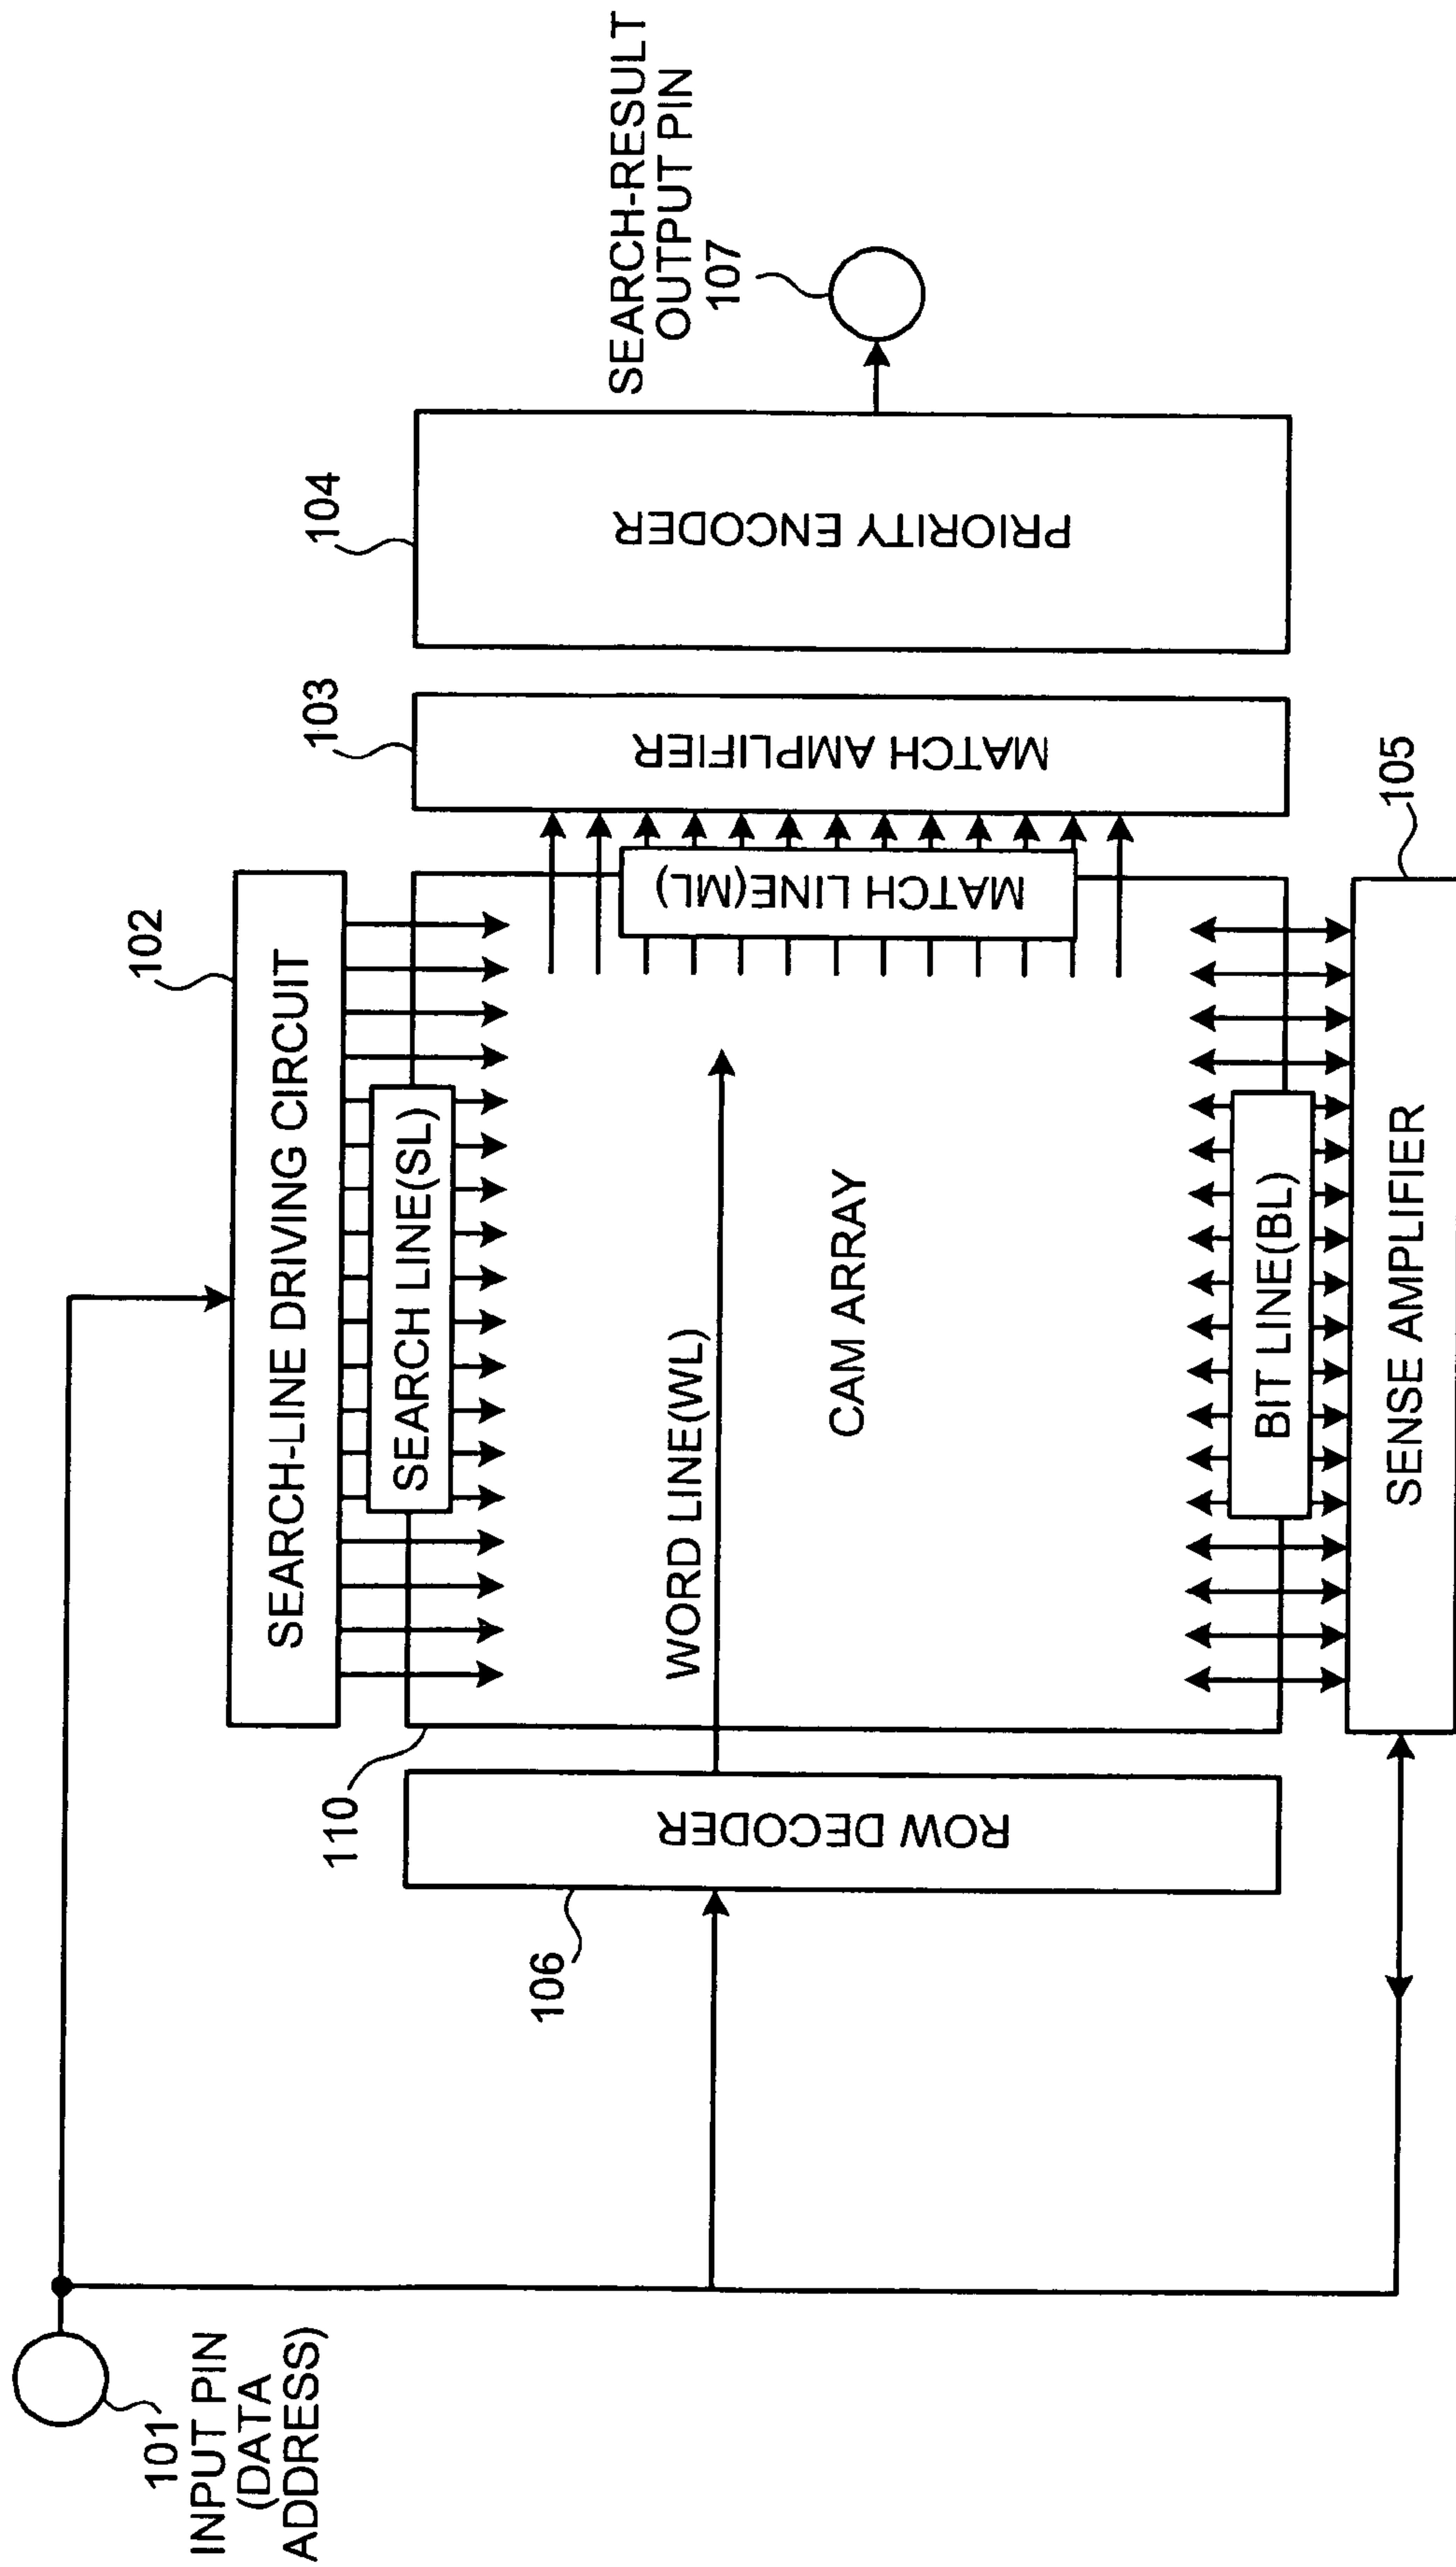 101
INPUT PIN
(DATA
ADDRESS)
102
SEARCH-LINE DRIVING CIRCUIT
SEARCH LINE(SL)
110
106
ROW DECODER
WORD LINE(WL)
CAM ARRAY
MATCH LINE(ML)
103
MATCH AMPLIFIER
104
PRIORITY ENCODER
SEARCH-RESULT
OUTPUT PIN
107
BIT LINE(BL)
105
SENSE AMPLIFIER